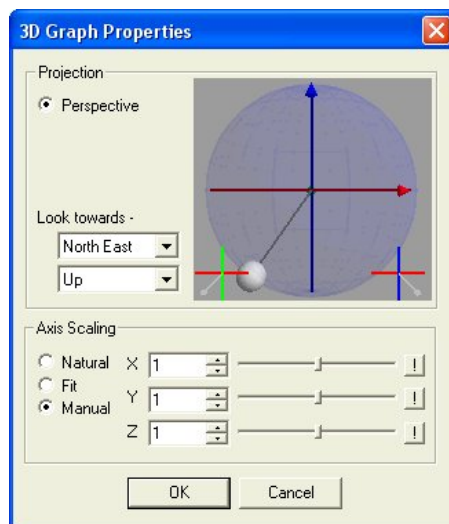 3D Graph Properties
Projection
Perspective
Look towards -
North East
Up
Axis Scaling
Natural
Fit
Manual
X 1 !
Y 1 !
Z 1 !
OK Cancel